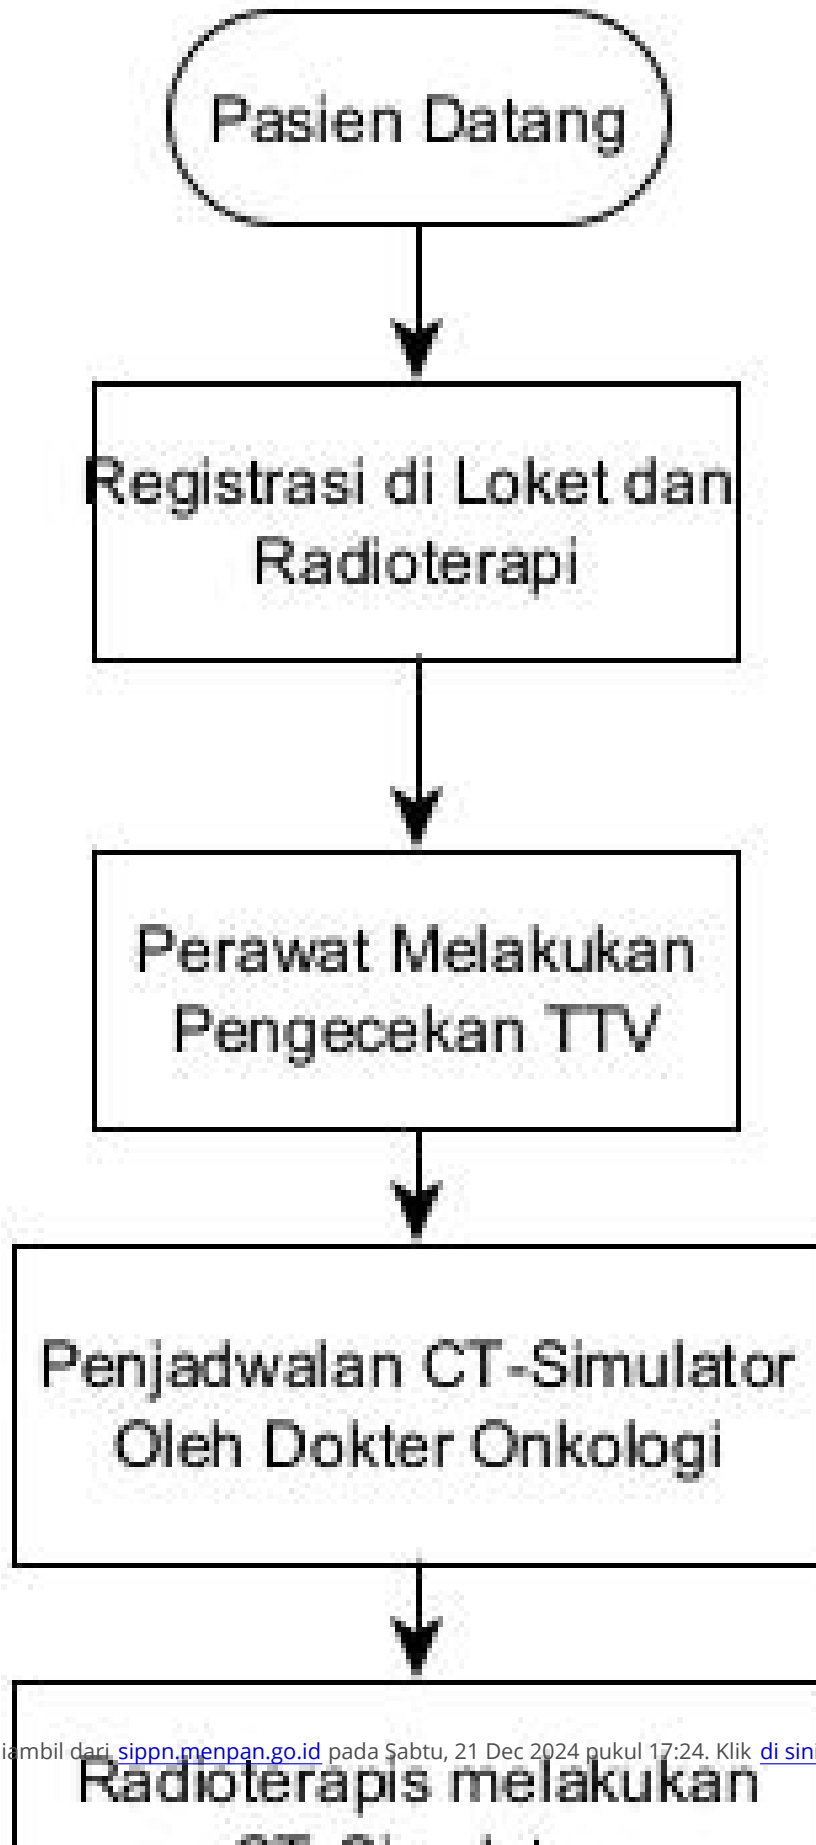 Pasien Datang
Registrasi di Loket dan
Radioterapi
Perawat Melakukan
Pengecekan TTV
Penjadwalan CT-Simulator
Oleh Dokter Onkologi
iambil dari sippn.menpan.go.id pada Sabtu, 21 Dec 2024 pukul 17:24. Klik di sini
Radioterapis melakukan